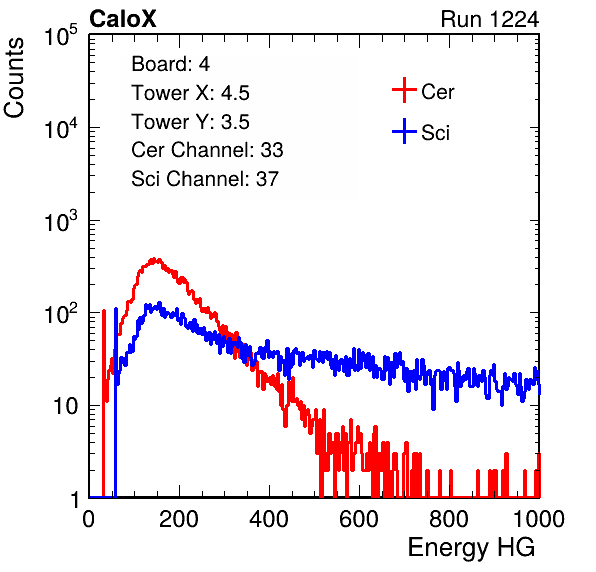 CaloX Run 1224
Counts
10^5
10^4
10^3
10^2
10
1
Board: 4
Tower X: 4.5
Tower Y: 3.5
Cer Channel: 33
Sci Channel: 37
Cer
Sci
0 200 400 600 800 1000
Energy HG